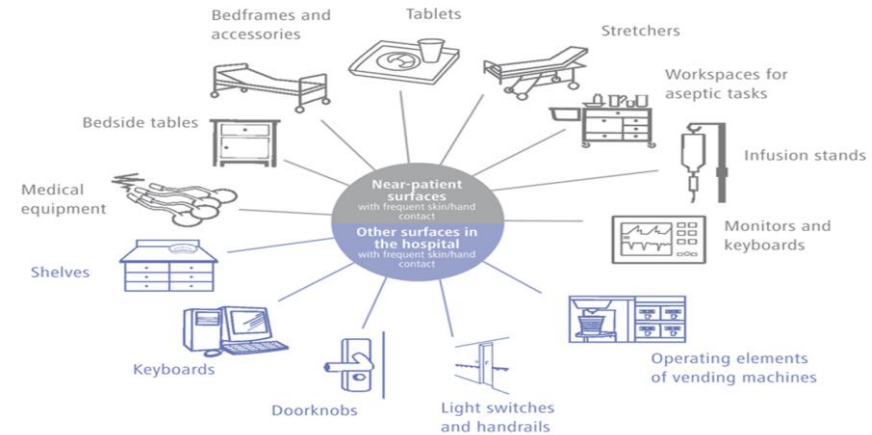 Bedframes and
accessories
Tablets
Stretchers
Workspaces for
aseptic tasks
Bedside tables
Infusion stands
Medical
equipment
Near-patient
surfaces
with frequent skin/hand
contact
Monitors and
keyboards
Other surfaces in
the hospital
with frequent skin/hand
contact
Shelves
Keyboards
Operating elements
of vending machines
Doorknobs
Light switches
and handrails